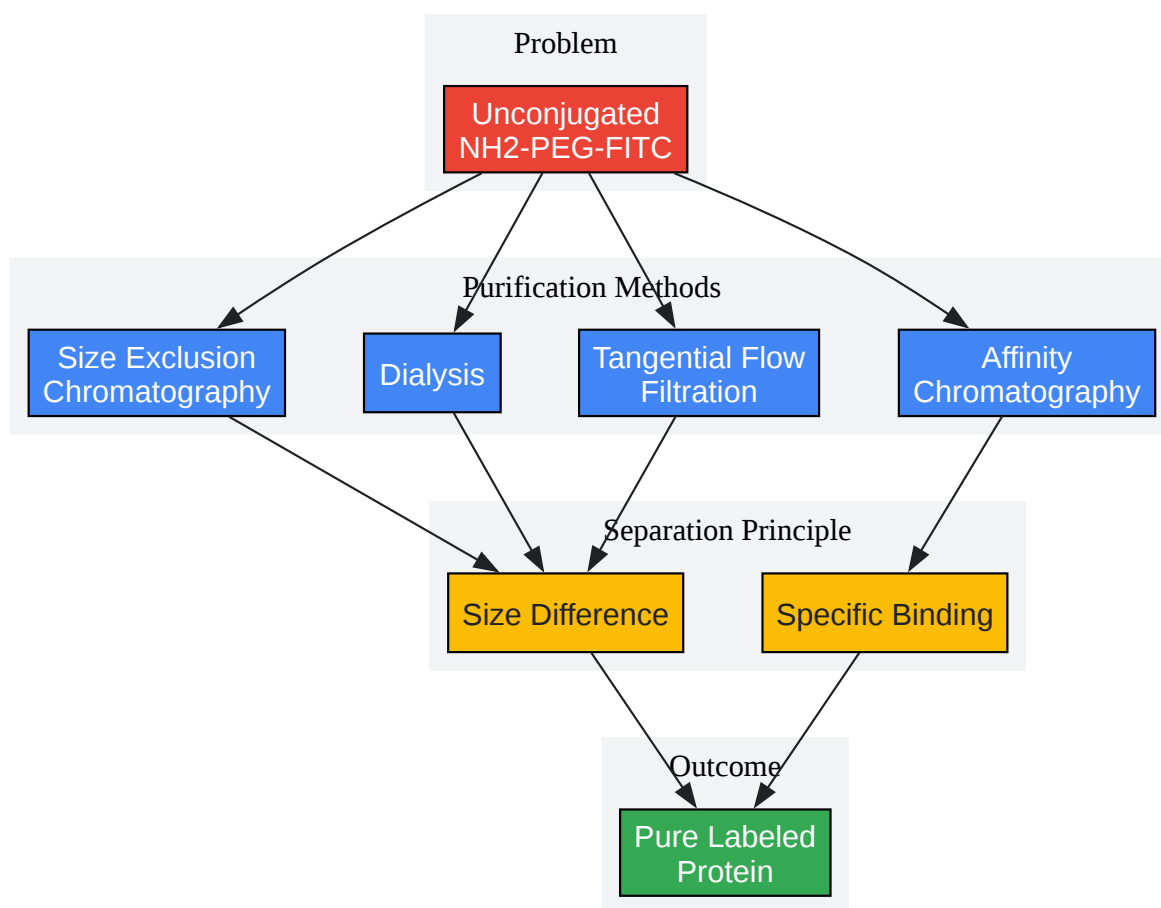 Problem
Unconjugated
NH2-PEG-FITC
Purification Methods
Size Exclusion
Chromatography
Dialysis
Tangential Flow
Filtration
Affinity
Chromatography
Separation Principle
Size Difference
Specific Binding
Outcome
Pure Labeled
Protein